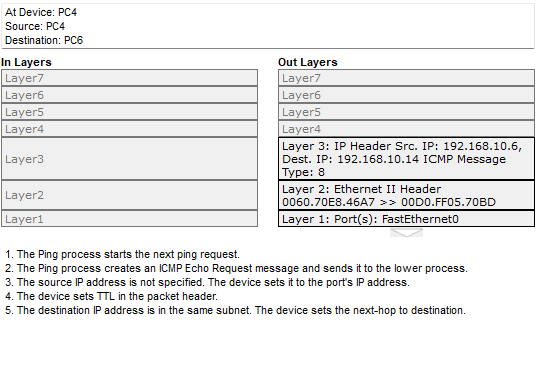 At Device: PC4
Source: PC4
Destination: PC6
In Layers
Out Layers
Layer7
Layer7
Layer6
Layer6
Layer5
Layer5
Layer4
Layer4
Layer3
Layer 3: IP Header Src. IP: 192.168.10.6,
Dest. IP: 192.168.10.14 ICMP Message
Type: 8
Layer2
Layer 2: Ethernet II Header
0060.70E8.46A7 >> 00D0.FF05.70BD
Layer1
Layer 1: Port(s): FastEthernet0
1. The Ping process starts the next ping request.
2. The Ping process creates an ICMP Echo Request message and sends it to the lower process.
3. The source IP address is not specified. The device sets it to the port's IP address.
4. The device sets TTL in the packet header.
5. The destination IP address is in the same subnet. The device sets the next-hop to destination.